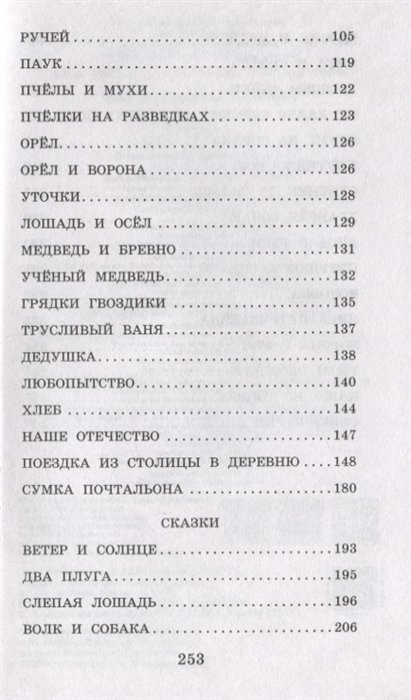 РУЧЕЙ ................................ 105
ПАУК ................................ 119
ПЧЁЛЫ И МУХИ ........................ 122
ПЧЁЛКИ НА РАЗВЕДКАХ ................. 123
ОРЁЛ ................................ 126
ОРЁЛ И ВОРОНА ....................... 126
УТОЧКИ .............................. 128
ЛОШАДЬ И ОСЁЛ ....................... 129
МЕДВЕДЬ И БРЕВНО .................... 131
УЧЁНЫЙ МЕДВЕДЬ ...................... 132
ГРЯДКИ ГВОЗДИКИ ..................... 135
ТРУСЛИВЫЙ ВАНЯ ...................... 137
ДЕДУШКА ............................. 138
ЛЮБОПЫТСТВО ......................... 140
ХЛЕБ ................................ 144
НАШЕ ОТЕЧЕСТВО ...................... 147
ПОЕЗДКА ИЗ СТОЛИЦЫ В ДЕРЕВНЮ .... 148
СУМКА ПОЧТАЛЬОНА .................... 180
СКАЗКИ
ВЕТЕР И СОЛНЦЕ ...................... 193
ДВА ПЛУГА ........................... 195
СЛЕПАЯ ЛОШАДЬ ....................... 196
ВОЛК И СОБАКА ....................... 206
253